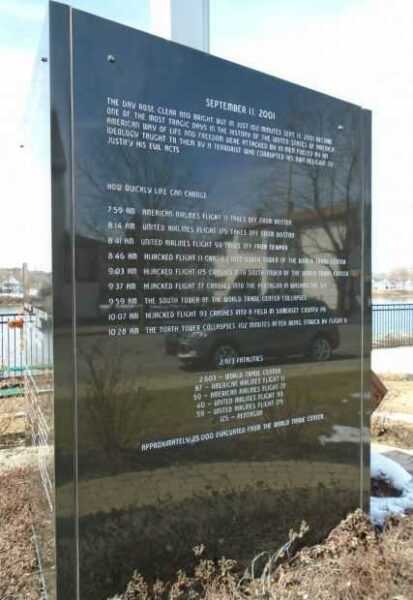 SEPTEMBER 11, 2001
THE DAY ROSE CLEAR AND BRIGHT BUT IN JUST 102 MINUTES SEPT. 11, 2001 BECAME
ONE OF THE MOST TRAGIC DAYS IN THE HISTORY OF THE UNITED STATES OF AMERICA.
AMERICAN WAY OF LIFE AND FREEDOM WERE ATTACKED BY 19 MEN FUELED BY AN
IDEOLOGY TAUGHT TO THEM BY A TERRORIST WHO CORRUPTED HIS OWN RELIGION TO
JUSTIFY HIS EVIL ACTS
HOW QUICKLY LIFE CAN CHANGE
7:59 AM AMERICAN AIRLINES FLIGHT 11 TAKES OFF FROM BOSTON
8:14 AM UNITED AIRLINES FLIGHT 175 TAKES OFF FROM BOSTON
8:41 AM UNITED AIRLINES FLIGHT 93 TAKES OFF FROM NEWARK
8:46 AM HIJACKED FLIGHT 11 CRASHES INTO NORTH TOWER OF THE WORLD TRADE CENTER
9:03 AM HIJACKED FLIGHT 175 CRASHES INTO SOUTH TOWER OF THE WORLD TRADE CENTER
9:37 AM HIJACKED FLIGHT 77 CRASHES INTO THE PENTAGON IN WASHINGTON
9:59 AM THE SOUTH TOWER OF THE WORLD TRADE CENTER COLLAPSES
10:07 AM HIJACKED FLIGHT 93 CRASHES INTO A FIELD IN SOMERSET COUNTY PA
10:28 AM THE NORTH TOWER COLLAPSES 102 MINUTES AFTER BEING STRUCK BY FLIGHT 11
2,973 FATALITIES
2,603 - WORLD TRADE CENTER
87 - AMERICAN AIRLINES FLIGHT 11
59 - AMERICAN AIRLINES FLIGHT 77
40 - UNITED AIRLINES FLIGHT 93
59 - UNITED AIRLINES FLIGHT 175
125 - PENTAGON
APPROXIMATELY 25,000 EVACUATED FROM THE WORLD TRADE CENTER